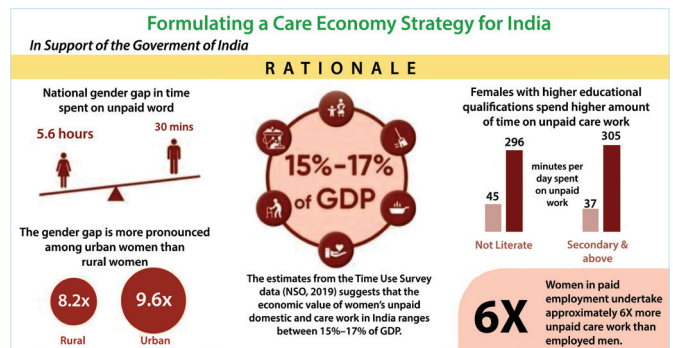 Formulating a Care Economy Strategy for India
In Support of the Goverment of India
RATIONALE
National gender gap in time
spent on unpaid word
5.6 hours
30 mins
The gender gap is more pronounced
among urban women than
rural women
8.2x
9.6x
Rural
Urban
15%–17%
of GDP
The estimates from the Time Use Survey
data (NSO, 2019) suggests that the
economic value of women's unpaid
domestic and care work in India ranges
between 15%–17% of GDP.
Females with higher educational
qualifications spend higher amount
of time on unpaid care work
296
305
minutes per
day spent
on unpaid
work
45
37
Not Literate
Secondary &
above
6X
Women in paid
employment undertake
approximately 6X more
unpaid care work than
employed men.